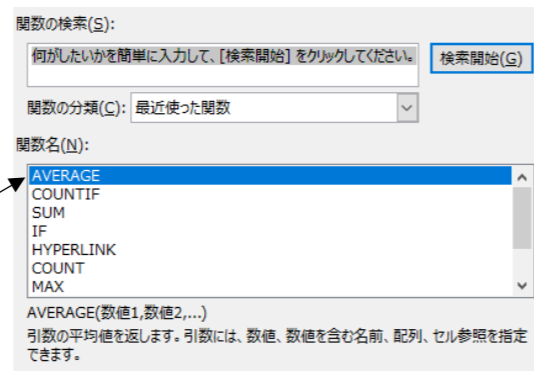 関数の検索(S):
何がしたいかを簡単に入力して、[検索開始] をクリックしてください。
検索開始(G)
関数の分類(C): 最近使った関数
関数名(N):
AVERAGE
COUNTIF
SUM
IF
HYPERLINK
COUNT
MAX
AVERAGE(数値1,数値2,...)
引数の平均値を返します。引数には、数値、数値を含む名前、配列、セル参照を指定
できます。